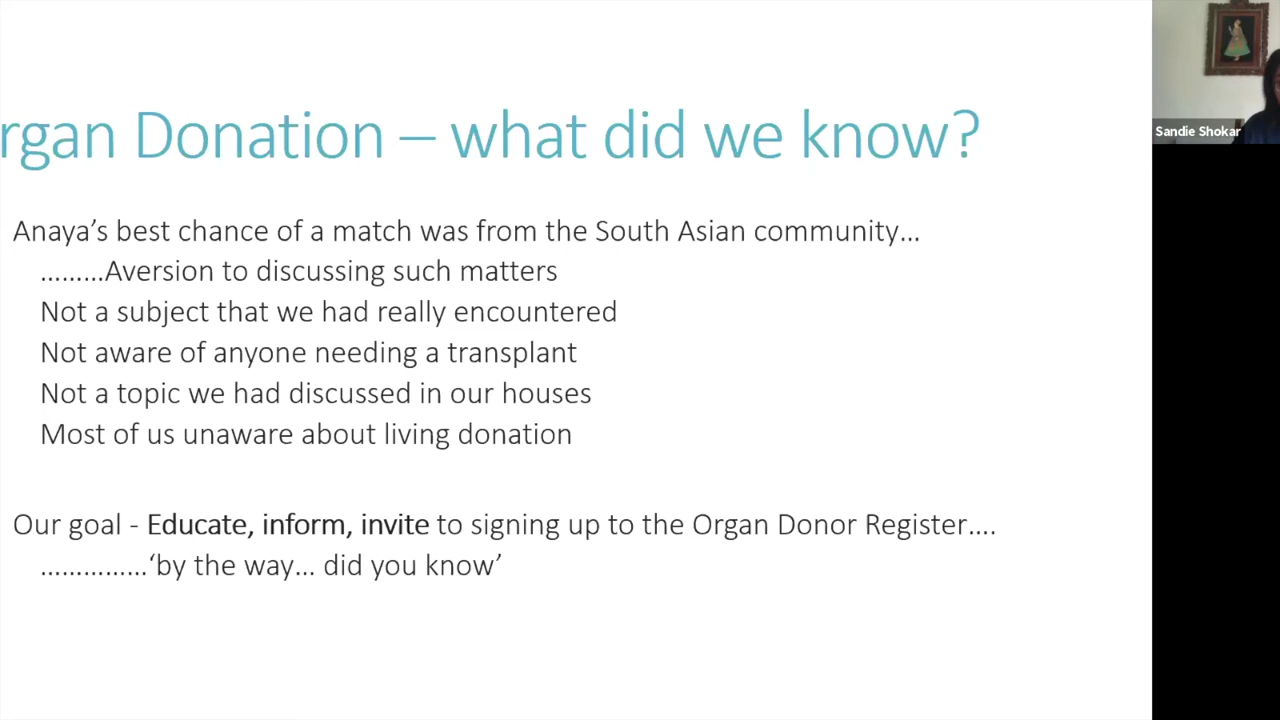 rgan Donation – what did we know?
Anaya’s best chance of a match was from the South Asian community…
………Aversion to discussing such matters
Not a subject that we had really encountered
Not aware of anyone needing a transplant
Not a topic we had discussed in our houses
Most of us unaware about living donation
Our goal - Educate, inform, invite to signing up to the Organ Donor Register….
……………‘by the way… did you know’
Sandie Shokar